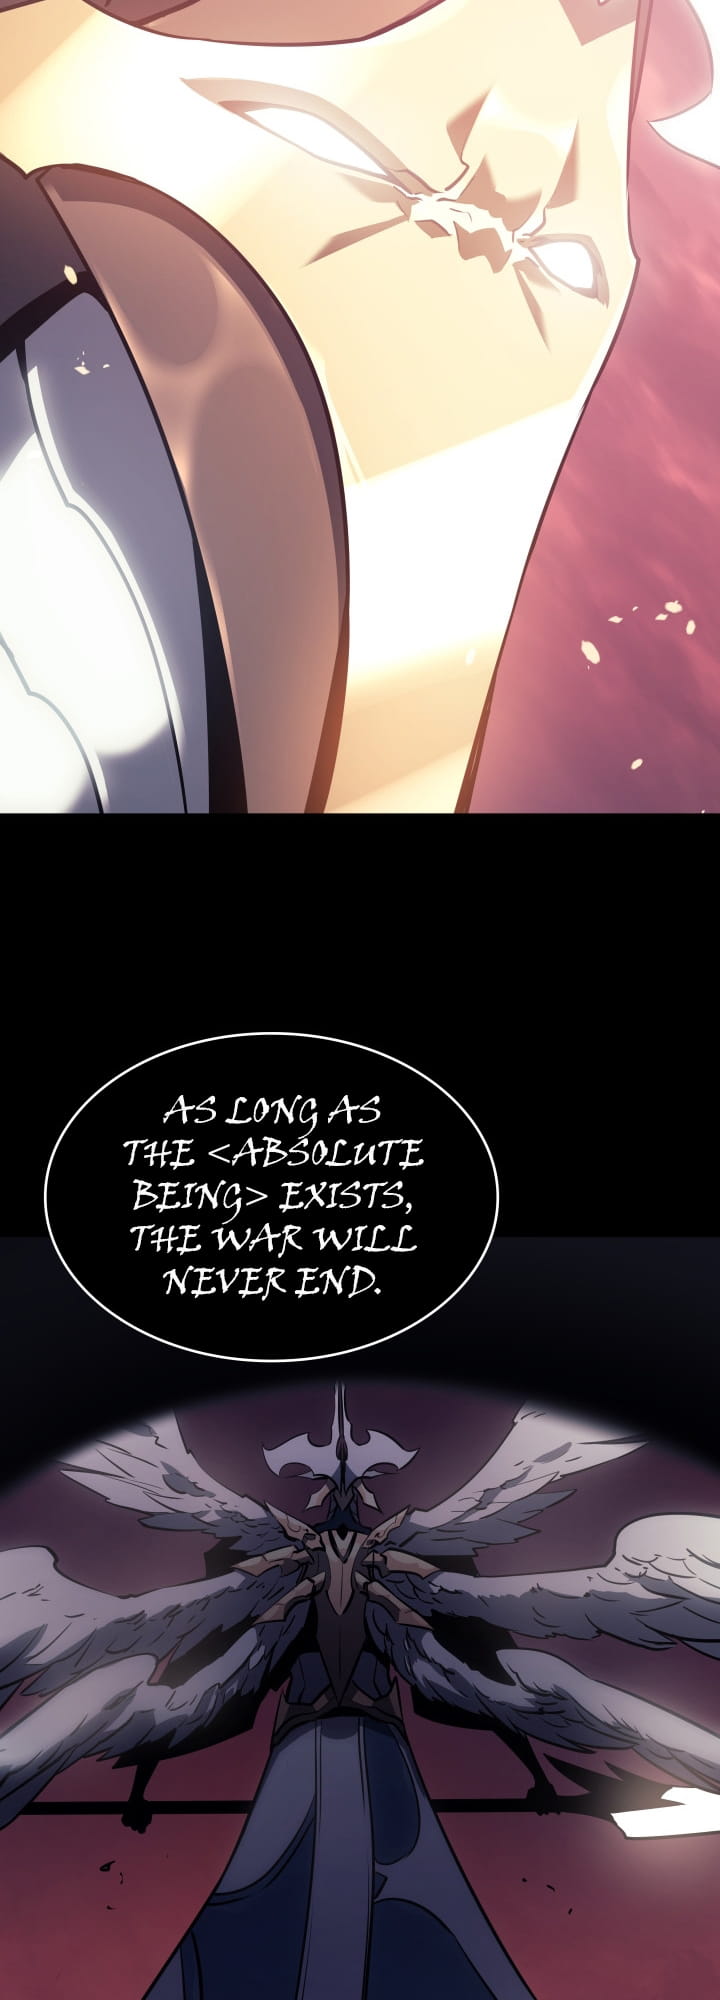 AS LONG AS
THE <ABSOLUTE
BEING> EXISTS,
THE WAR WILL
NEVER END.